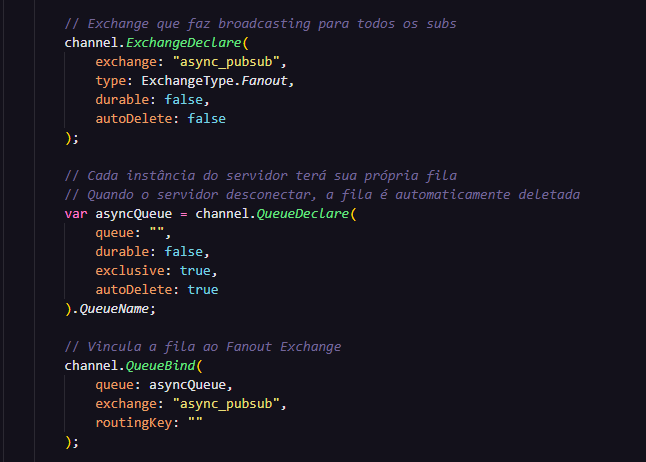 // Exchange que faz broadcasting para todos os subs
channel.ExchangeDeclare(
    exchange: "async_pubsub",
    type: ExchangeType.Fanout,
    durable: false,
    autoDelete: false
);

// Cada instância do servidor terá sua própria fila
// Quando o servidor desconectar, a fila é automaticamente deletada
var asyncQueue = channel.QueueDeclare(
    queue: "",
    durable: false,
    exclusive: true,
    autoDelete: true
).QueueName;

// Vincula a fila ao Fanout Exchange
channel.QueueBind(
    queue: asyncQueue,
    exchange: "async_pubsub",
    routingKey: ""
);